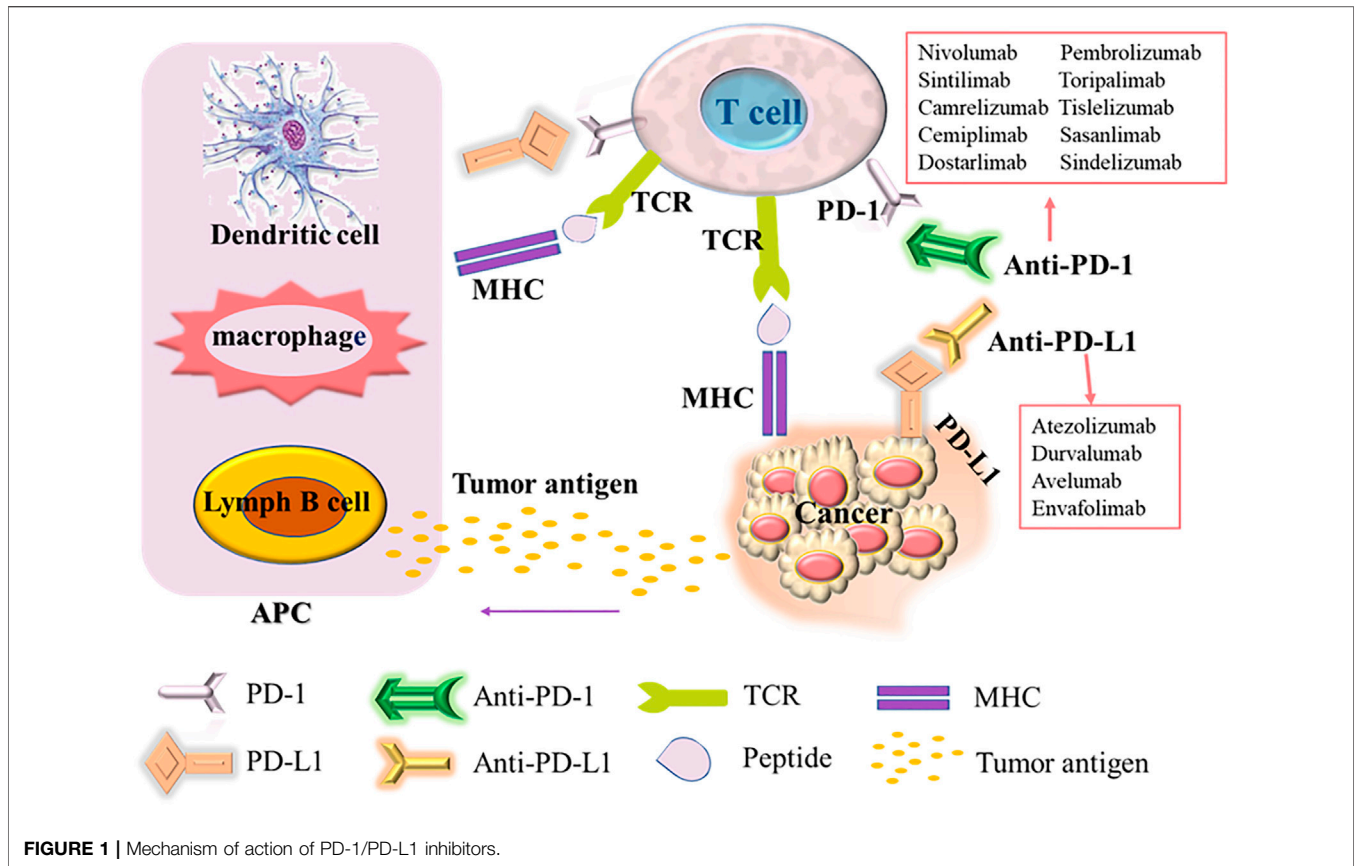 T cell
Nivolumab Pembrolizumab
Sintilimab Toripalimab
Camrelizumab Tislelizumab
Cemiplimab Sasanlimab
Dostarlimab Sindelizumab
TCR
PD-1
Dendritic cell
TCR
MHC
Anti-PD-1
macrophage
Anti-PD-L1
MHC
PD-L1
Atezolizumab
Durvalumab
Avelumab
Envafolimab
Tumor antigen
Lymph B cell
Cancer
APC
PD-1 Anti-PD-1 TCR MHC
PD-L1 Anti-PD-L1 Peptide Tumor antigen
FIGURE 1 | Mechanism of action of PD-1/PD-L1 inhibitors.